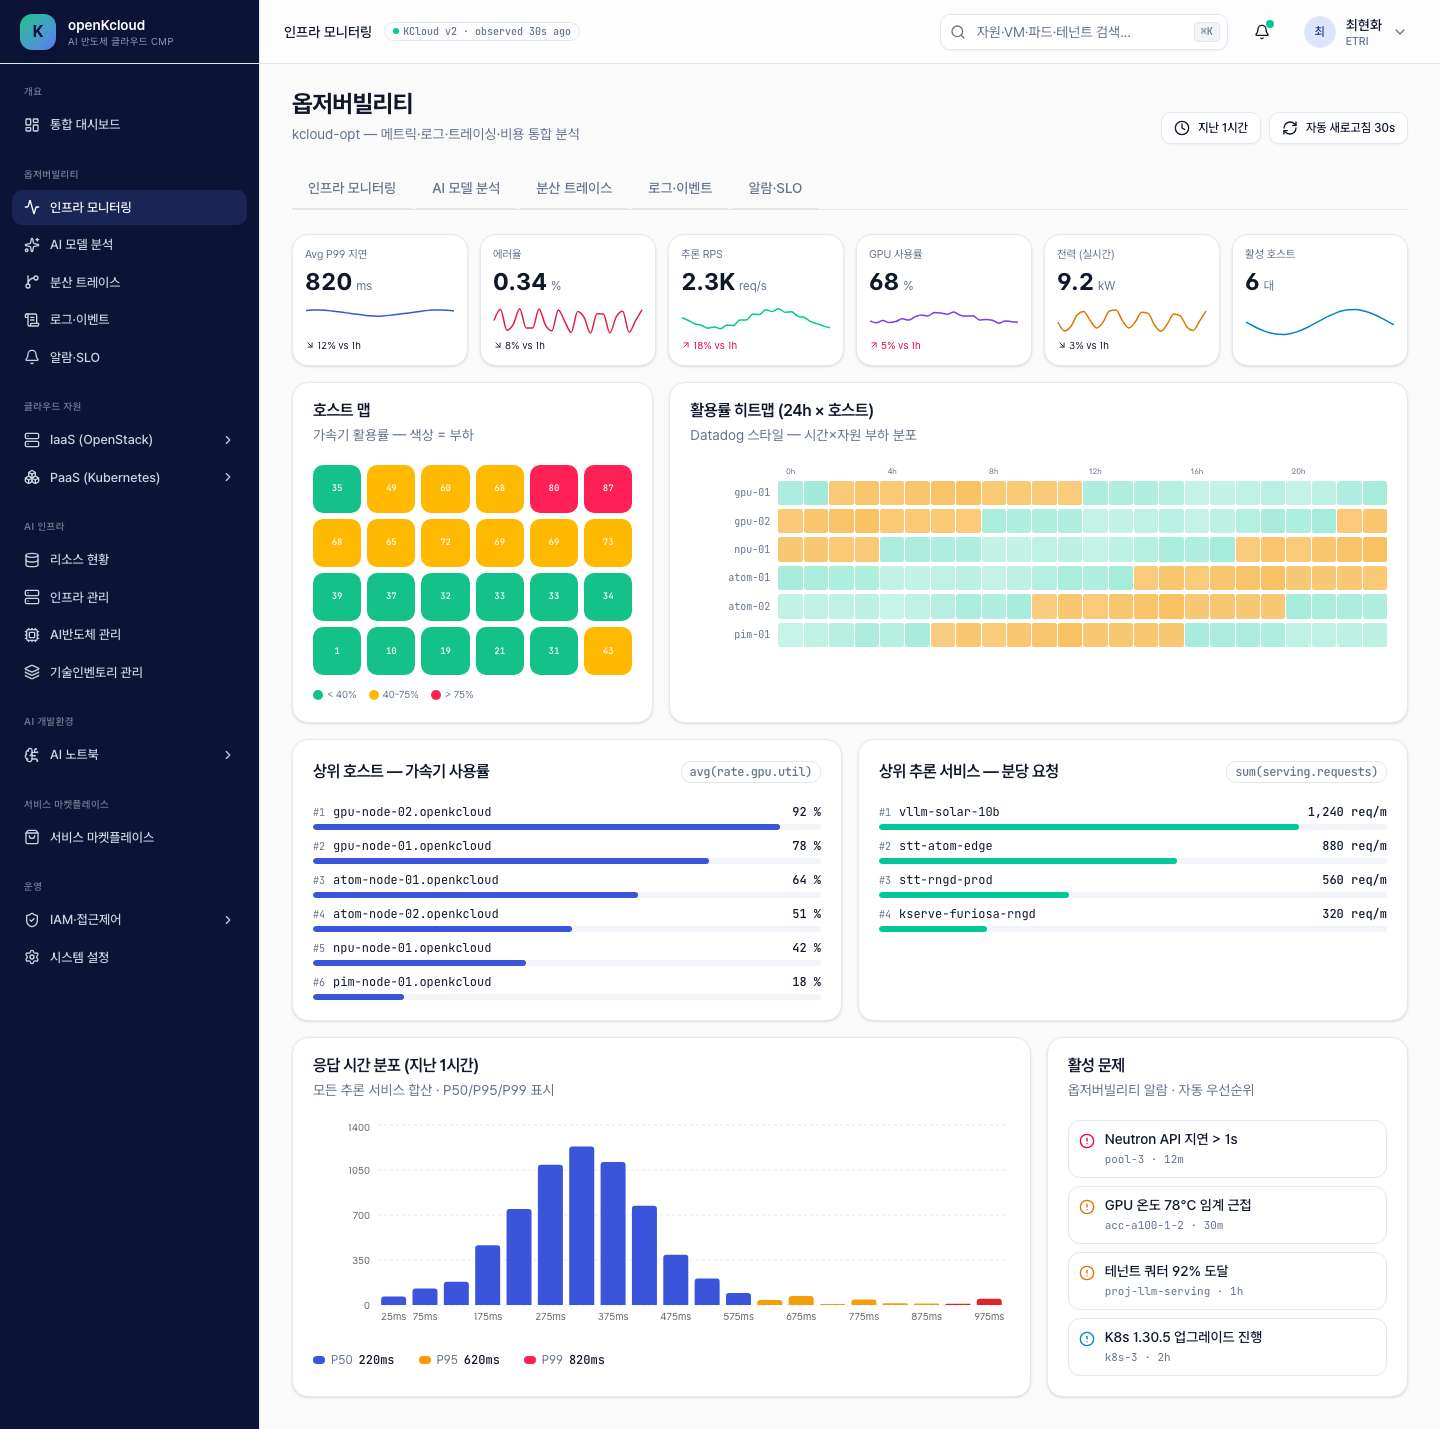 K
openKcloud
AI 반도체 클라우드 CMP
개요
통합 대시보드
옵저버빌리티
인프라 모니터링
AI 모델 분석
분산 트레이스
로그·이벤트
알람·SLO
클라우드 자원
IaaS (OpenStack)
PaaS (Kubernetes)
AI 인프라
리소스 현황
인프라 관리
AI반도체 관리
기술인벤토리 관리
AI 개발환경
AI 노트북
서비스 마켓플레이스
서비스 마켓플레이스
운영
IAM·접근제어
시스템 설정
인프라 모니터링
KCloud v2 · observed 30s ago
자원·VM·파드·테넌트 검색...
⌘K
최
최현화
ETRI
옵저버빌리티
kcloud-opt — 메트릭·로그·트레이싱·비용 통합 분석
지난 1시간
자동 새로고침 30s
인프라 모니터링 AI 모델 분석 분산 트레이스 로그·이벤트 알람·SLO
Avg P99 지연
820 ms
↘ 12% vs 1h
에러율
0.34 %
↘ 8% vs 1h
추론 RPS
2.3K req/s
↗ 18% vs 1h
GPU 사용률
68 %
↗ 5% vs 1h
전력 (실시간)
9.2 kW
↘ 3% vs 1h
활성 호스트
6 대
호스트 맵
가속기 활용률 — 색상 = 부하
35 49 60 68 80 87
68 65 72 69 69 73
39 37 32 33 33 34
1 10 19 21 31 43
< 40% 40-75% > 75%
활용률 히트맵 (24h × 호스트)
Datadog 스타일 — 시간×자원 부하 분포
0h 4h 8h 12h 16h 20h
gpu-01
gpu-02
npu-01
atom-01
atom-02
pim-01
상위 호스트 — 가속기 사용률
avg(rate.gpu.util)
#1 gpu-node-02.openkcloud 92 %
#2 gpu-node-01.openkcloud 78 %
#3 atom-node-01.openkcloud 64 %
#4 atom-node-02.openkcloud 51 %
#5 npu-node-01.openkcloud 42 %
#6 pim-node-01.openkcloud 18 %
상위 추론 서비스 — 분당 요청
sum(serving.requests)
#1 vllm-solar-10b 1,240 req/m
#2 stt-atom-edge 880 req/m
#3 stt-rngd-prod 560 req/m
#4 kserve-furiosa-rngd 320 req/m
응답 시간 분포 (지난 1시간)
모든 추론 서비스 합산 · P50/P95/P99 표시
1400
1050
700
350
0
25ms 75ms 175ms 275ms 375ms 475ms 575ms 675ms 775ms 875ms 975ms
P50 220ms P95 620ms P99 820ms
활성 문제
옵저버빌리티 알람 · 자동 우선순위
Neutron API 지연 > 1s
pool-3 · 12m
GPU 온도 78°C 임계 근접
acc-a100-1-2 · 30m
테넌트 쿼터 92% 도달
proj-llm-serving · 1h
K8s 1.30.5 업그레이드 진행
k8s-3 · 2h